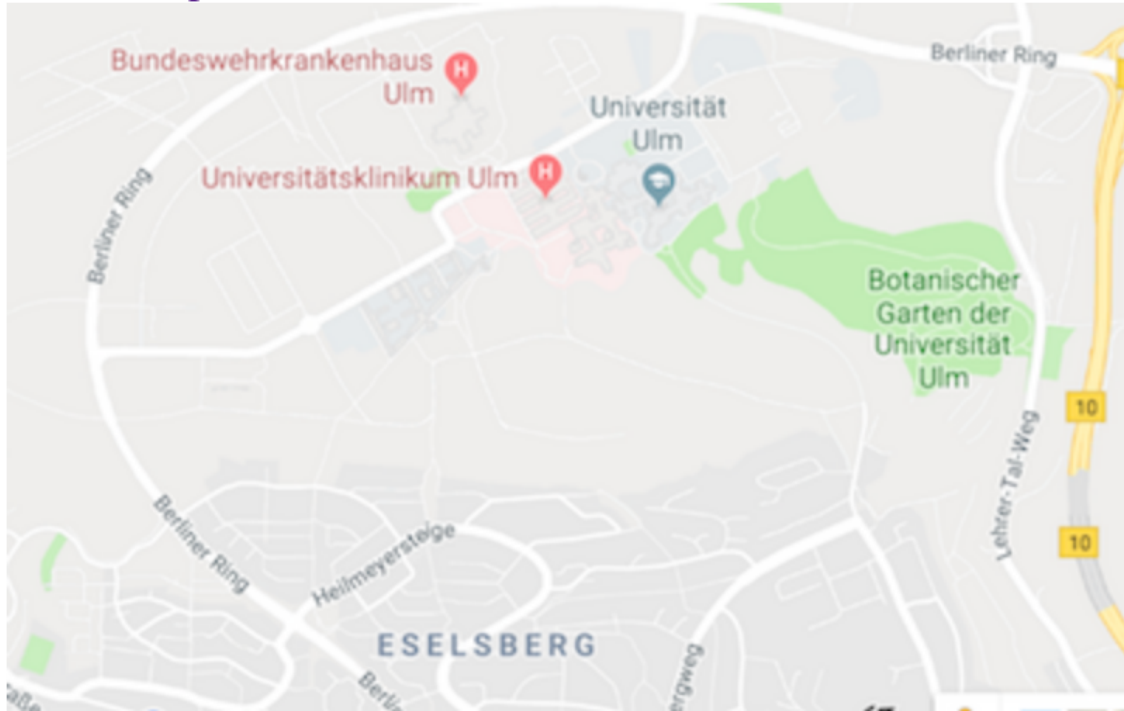 Bundeswehrkrankenhaus
Ulm
H
Berliner Ring
Universität
Ulm
Universitätsklinikum Ulm
H
Berliner Ring
Botanischer
Garten der
Universität
Ulm
10
Lehrer-Tal-Weg
Berliner Ring
Heilmeyersteige
10
ESELSBERG